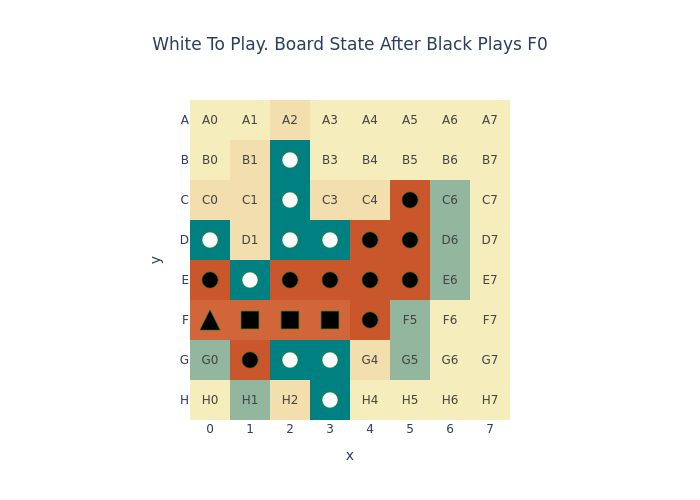 White To Play. Board State After Black Plays F0
A A0 A1 A2 A3 A4 A5 A6 A7
B B0 B1 B3 B4 B5 B6 B7
C C0 C1 C3 C4 C6 C7
D D1 D6 D7
E E6 E7
F F5 F6 F7
G G0 G4 G5 G6 G7
H H0 H1 H2 H4 H5 H6 H7
0 1 2 3 4 5 6 7
x
y